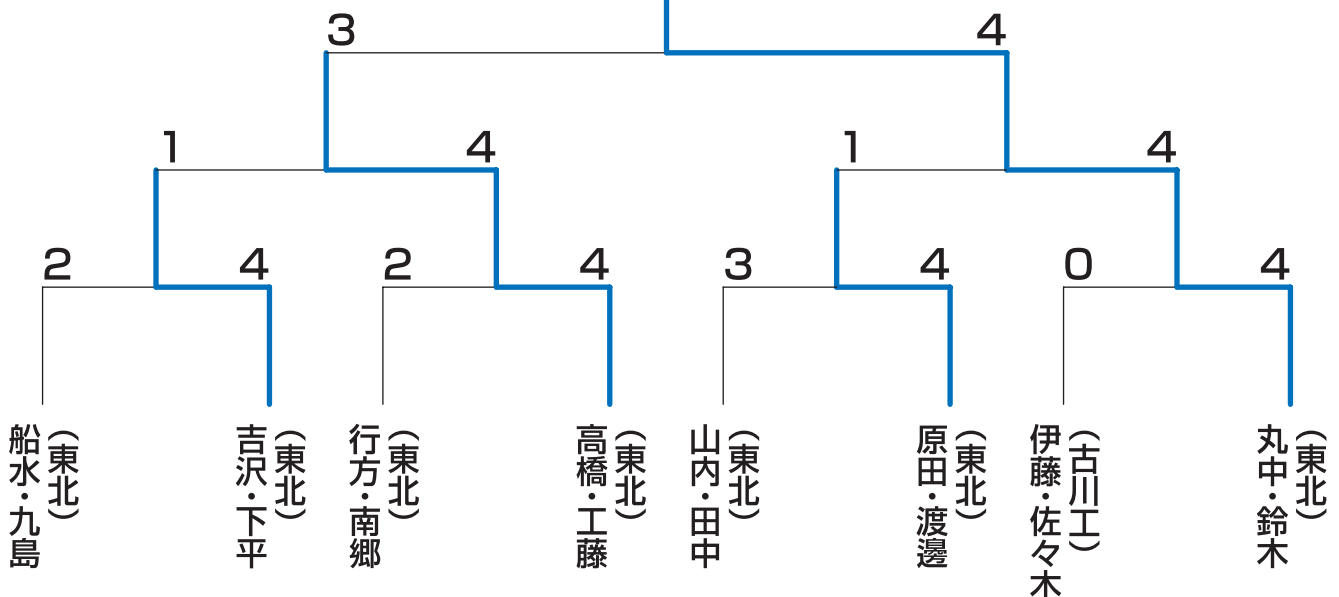 3 4
1 4 1 4
2 4 2 4 3 4 0 4
船水・九島
（東北）
吉沢・下平
（東北）
行方・南郷
（東北）
高橋・工藤
（東北）
山内・田中
（東北）
原田・渡邊
（東北）
伊藤・佐々木
（古川工）
丸中・鈴木
（東北）